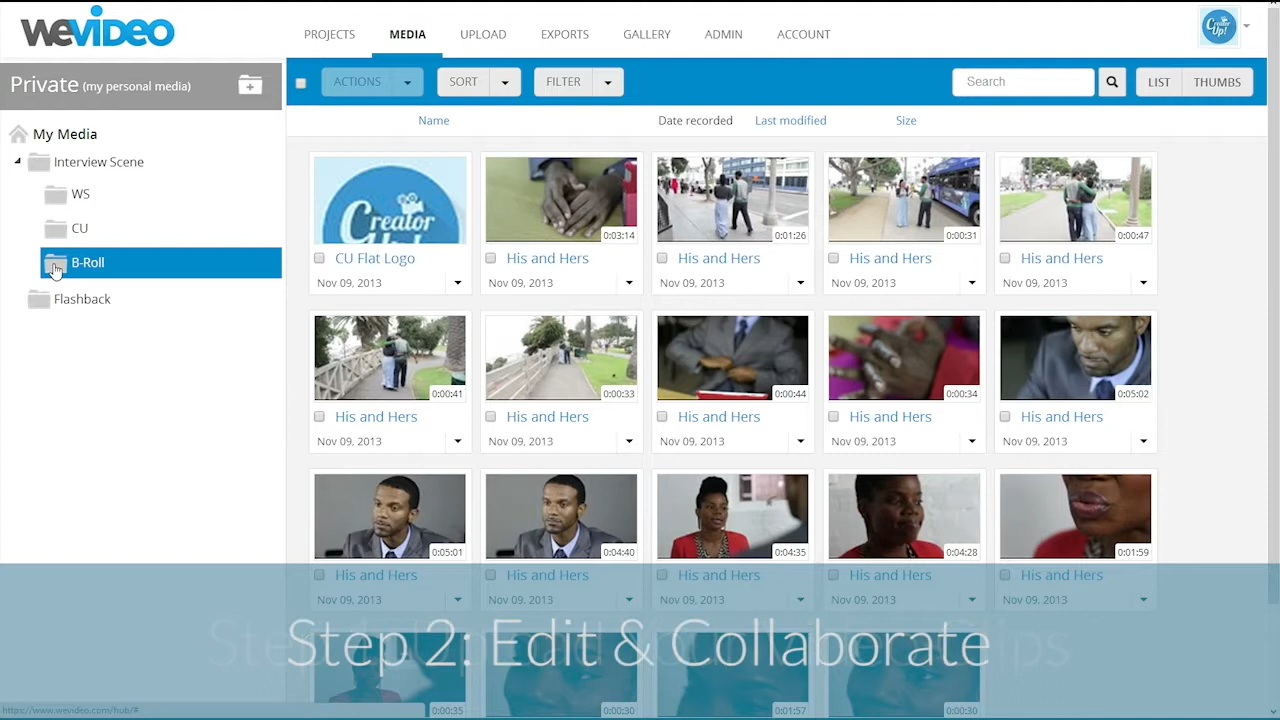 WEVIDEO
PROJECTS MEDIA UPLOAD EXPORTS GALLERY ADMIN ACCOUNT
Creator Up!
Private (my personal media)
ACTIONS SORT FILTER Search LIST THUMBS
Name Date recorded Last modified Size
My Media
Interview Scene
WS
CU
B-Roll
Flashback
Creator Up!
0:03:14 0:01:26 0:00:31 0:00:47
CU Flat Logo His and Hers His and Hers His and Hers His and Hers
Nov 09, 2013 Nov 09, 2013 Nov 09, 2013 Nov 09, 2013 Nov 09, 2013
0:00:41 0:00:33 0:00:44 0:00:34 0:05:02
His and Hers His and Hers His and Hers His and Hers His and Hers
Nov 09, 2013 Nov 09, 2013 Nov 09, 2013 Nov 09, 2013 Nov 09, 2013
0:05:01 0:04:40 0:04:35 0:04:28 0:01:59
His and Hers His and Hers His and Hers His and Hers His and Hers
Nov 09, 2013 Nov 09, 2013 Nov 09, 2013 Nov 09, 2013 Nov 09, 2013
Step 2: Edit & Collaborate
0:00:35 0:00:30 0:01:57 0:00:30
https://www.wevideo.com/hub/#